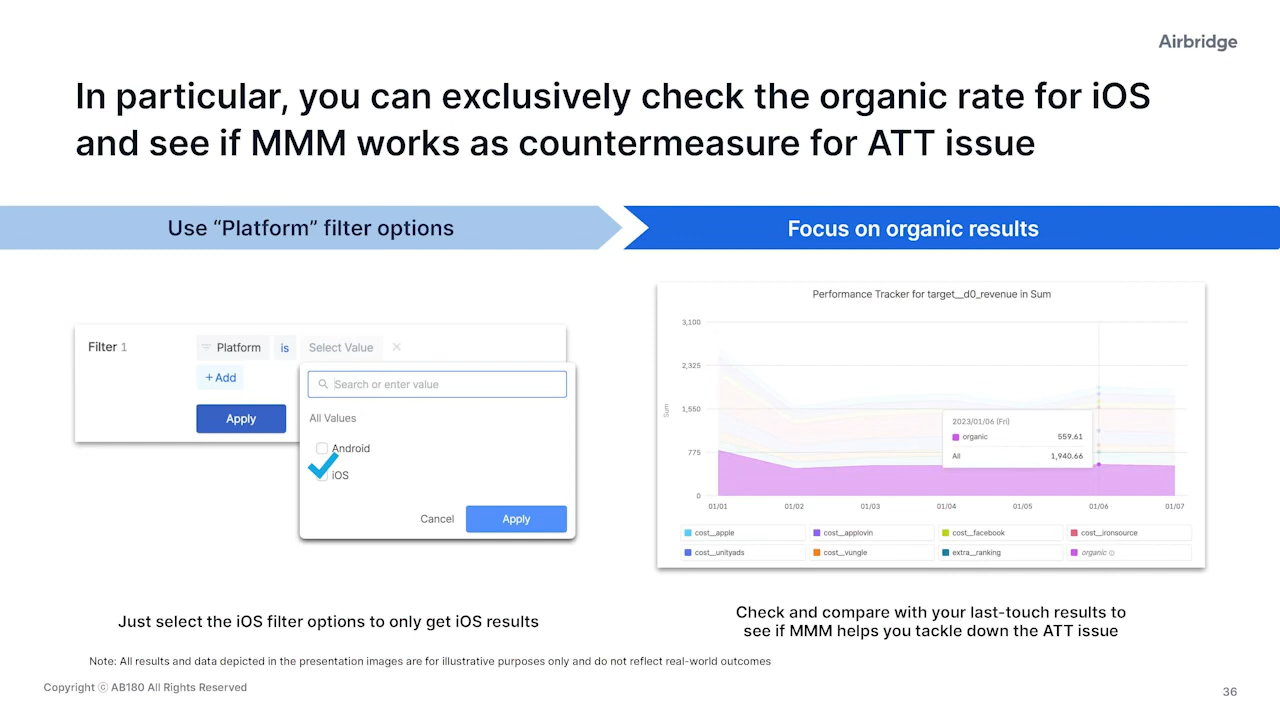 Airbridge
In particular, you can exclusively check the organic rate for iOS
and see if MMM works as countermeasure for ATT issue
Use “Platform” filter options
Focus on organic results
Filter 1
Platform
is
Select Value
+ Add
Apply
Search or enter value
All Values
Android
iOS
Cancel
Apply
Just select the iOS filter options to only get iOS results
Performance Tracker for target__d0_revenue in Sum
3,100
2,325
1,550
775
0
Sum
2023/01/06 (Fri)
organic 559.61
All 1,940.66
01/01 01/02 01/03 01/04 01/05 01/06 01/07
cost__apple cost__applovin cost__facebook cost__ironsource
cost__unityads cost__vungle extra__ranking organic
Check and compare with your last-touch results to
see if MMM helps you tackle down the ATT issue
Note: All results and data depicted in the presentation images are for illustrative purposes only and do not reflect real-world outcomes
Copyright ⓒ AB180 All Rights Reserved
36